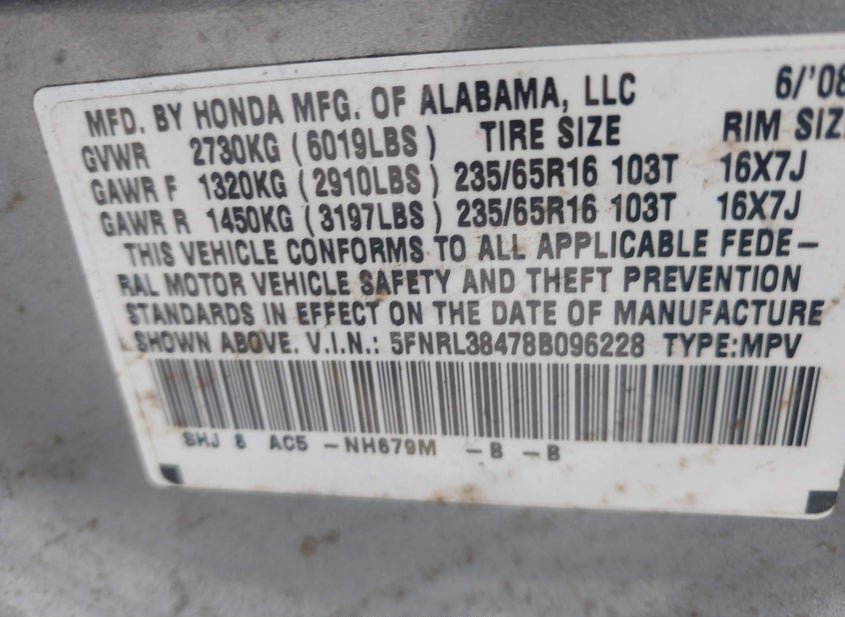 MFD. BY HONDA MFG. OF ALABAMA, LLC 6/'08
GVWR 2730KG (6019LBS) TIRE SIZE RIM SIZ
GAWR F 1320KG (2910LBS) 235/65R16 103T 16X7J
GAWR R 1450KG (3197LBS) 235/65R16 103T 16X7J
THIS VEHICLE CONFORMS TO ALL APPLICABLE FEDE-
RAL MOTOR VEHICLE SAFETY AND THEFT PREVENTION
STANDARDS IN EFFECT ON THE DATE OF MANUFACTURE
SHOWN ABOVE. V.I.N.: 5FNRL38478B096228 TYPE:MPV
SHJ 8 AC5 -NH679M -B -B